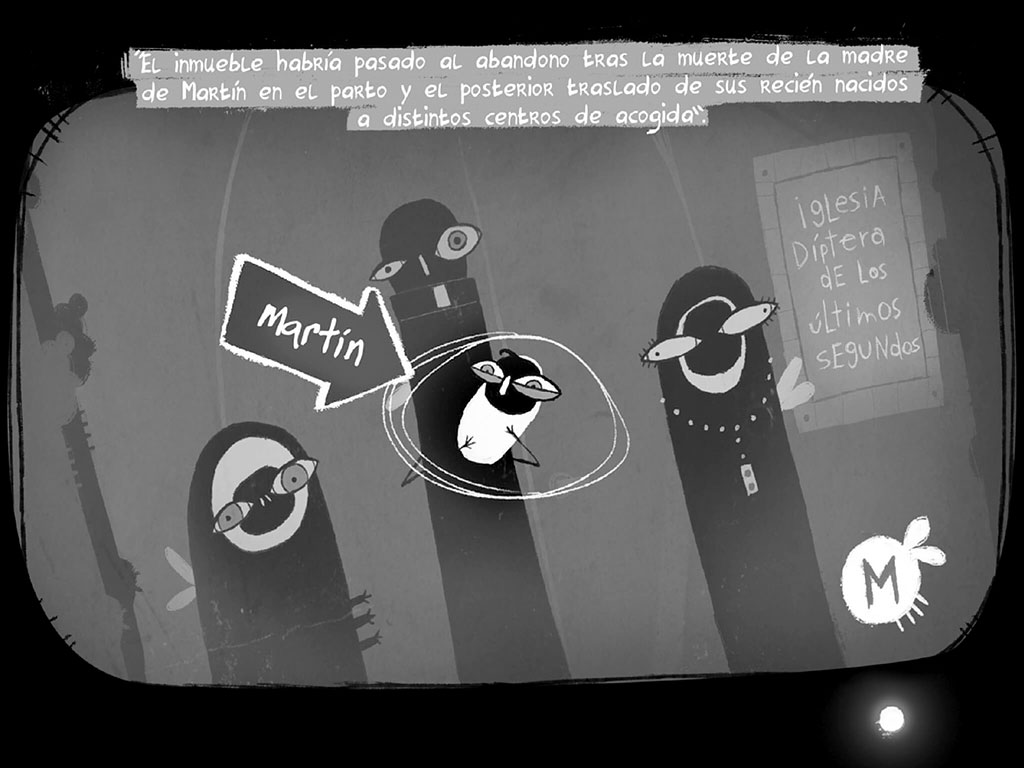 "El inmueble habría pasado al abandono tras la muerte de la madre
de Martín en el parto y el posterior traslado de sus recién nacidos
a distintos centros de acogida".
Martín
iglesia
Díptera
de los
últimos
segundos
M